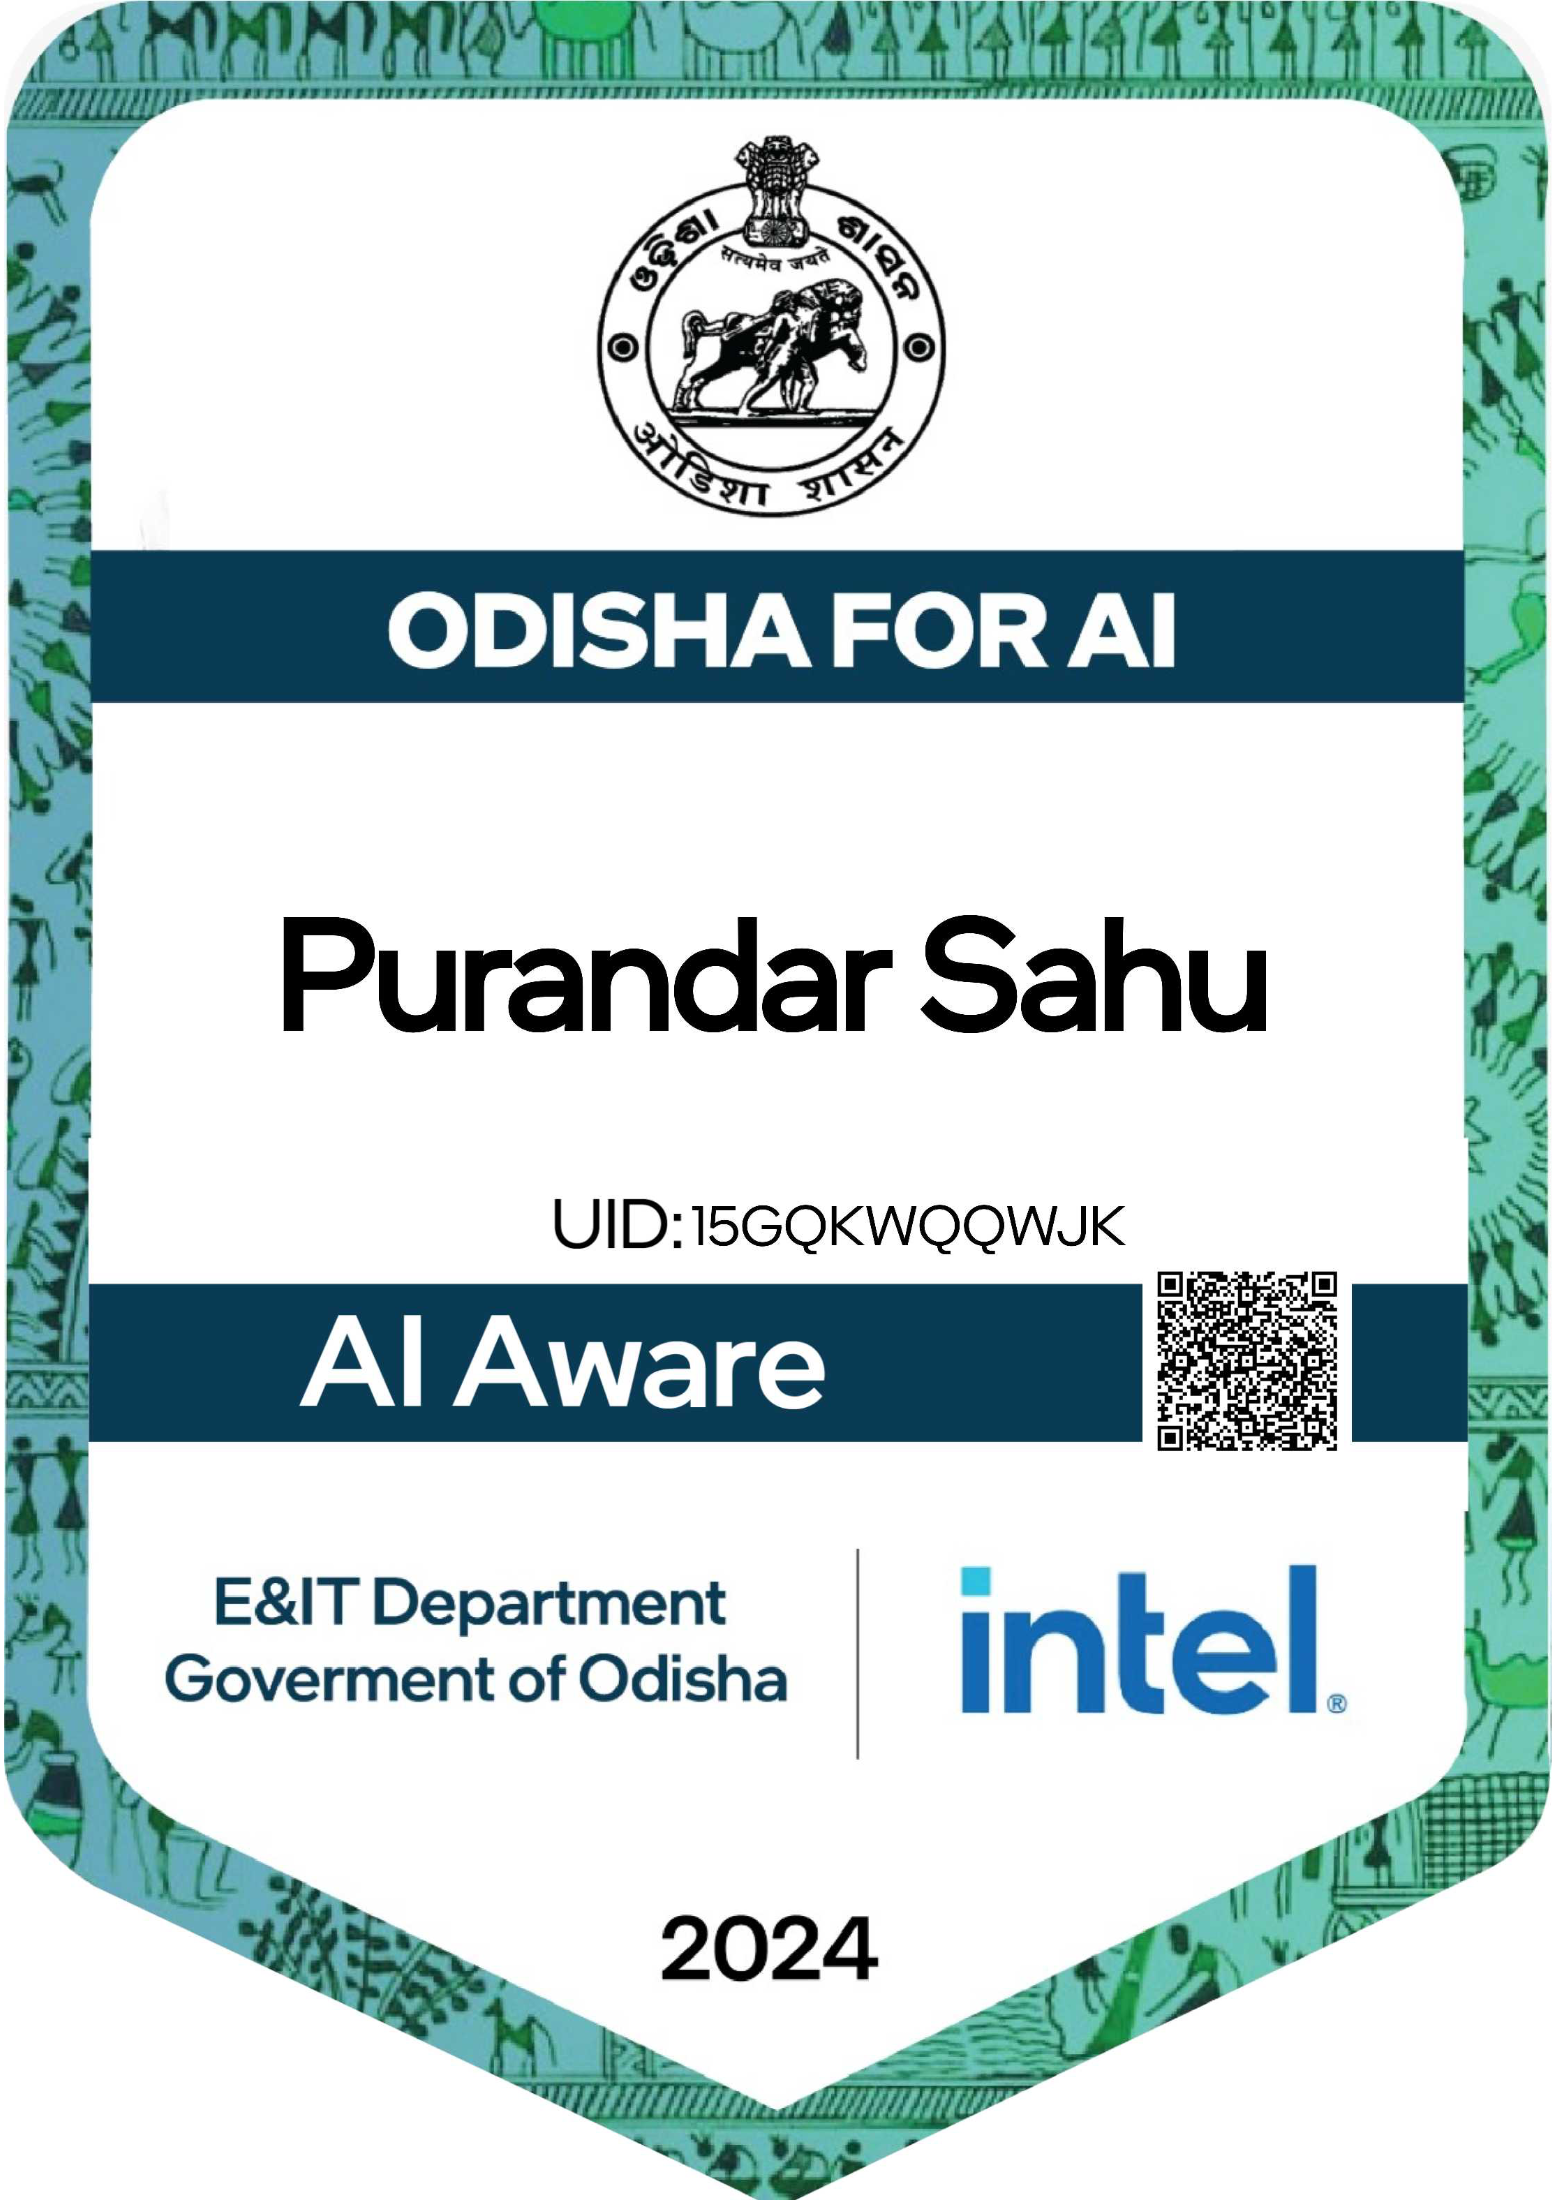 ଓଡ଼ିଶା ଶାସନ
सत्यमेव जयते
ओडिशा शासन
ODISHA FOR AI
Purandar Sahu
UID:15GQKWQQWJK
AI Aware
E&IT Department
Goverment of Odisha
intel®
2024